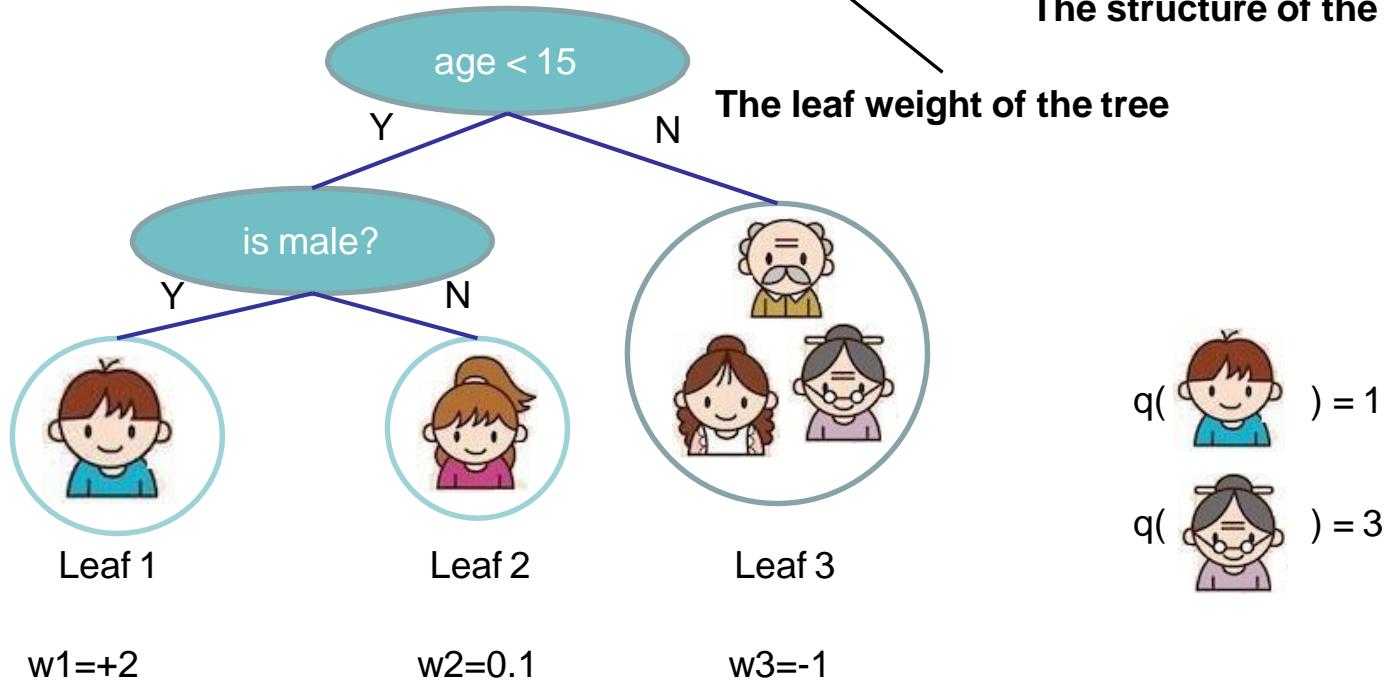 The structure of the
age < 15
The leaf weight of the tree
Y
N
is male?
Y
N
q( ) = 1
q( ) = 3
Leaf 1
Leaf 2
Leaf 3
w1=+2
w2=0.1
w3=-1